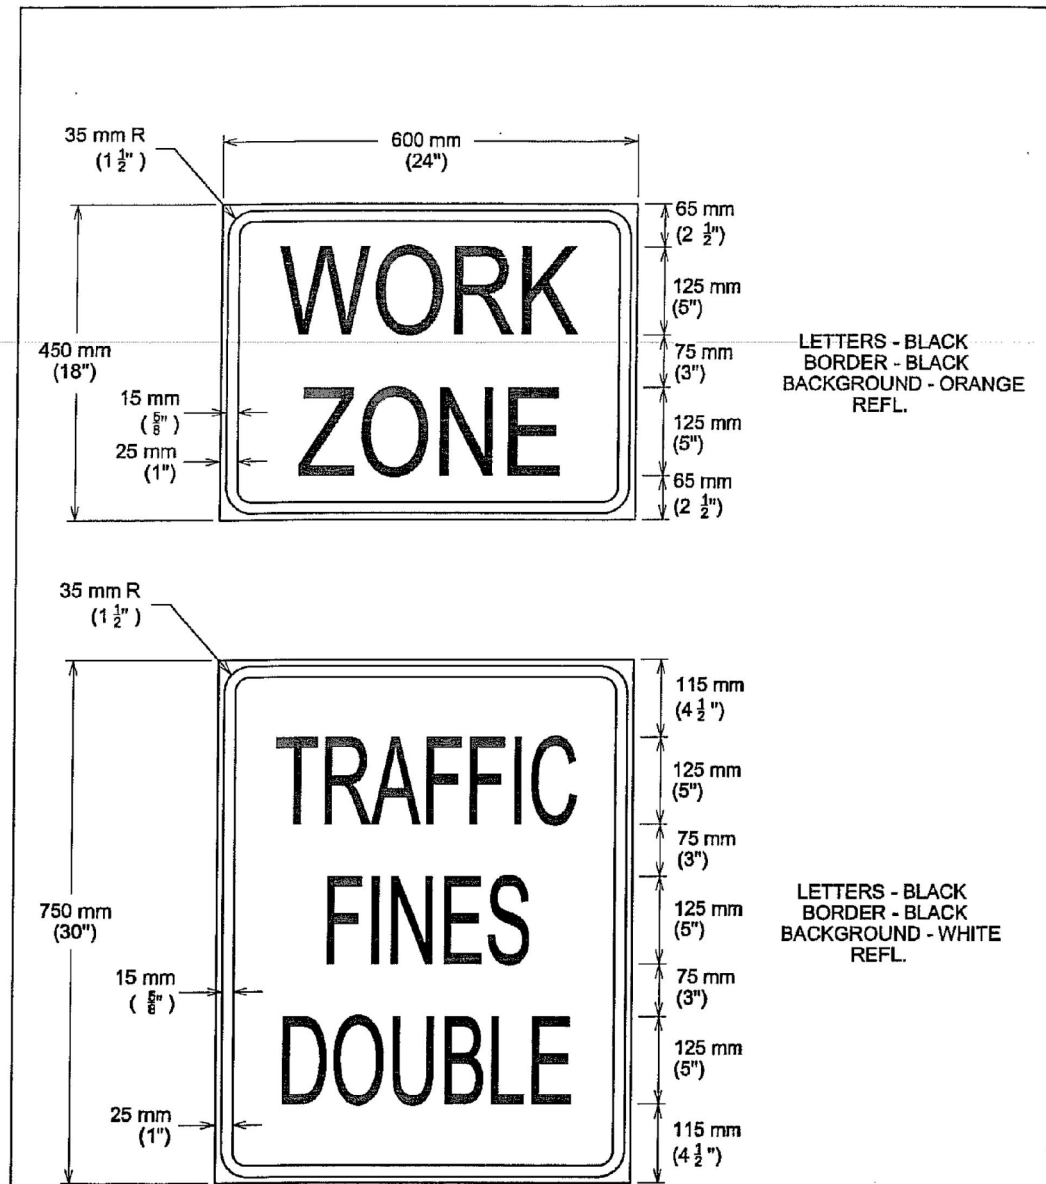 35 mm R
(1 1/2" )
600 mm
(24")
65 mm
(2 1/2")
125 mm
(5")
75 mm
(3")
125 mm
(5")
65 mm
(2 1/2")
450 mm
(18")
15 mm
( 5/8" )
25 mm
(1")
WORK
ZONE
LETTERS - BLACK
BORDER - BLACK
BACKGROUND - ORANGE
REFL.
35 mm R
(1 1/2" )
115 mm
(4 1/2 ")
125 mm
(5")
75 mm
(3")
125 mm
(5")
75 mm
(3")
125 mm
(5")
115 mm
(4 1/2 ")
750 mm
(30")
15 mm
( 5/8" )
25 mm
(1")
TRAFFIC
FINES
DOUBLE
LETTERS - BLACK
BORDER - BLACK
BACKGROUND - WHITE
REFL.